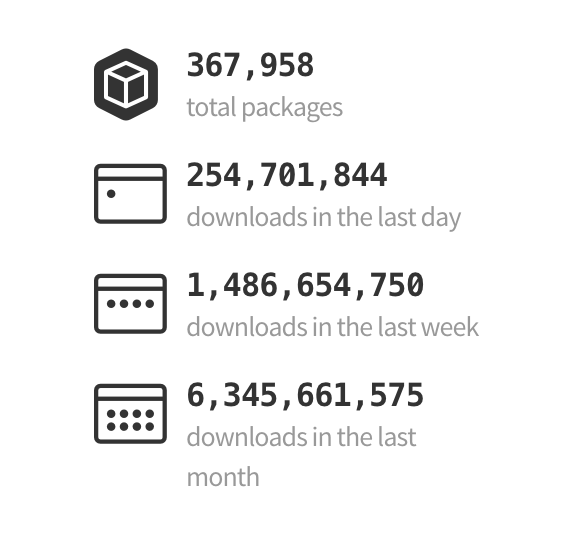 367,958
total packages
254,701,844
downloads in the last day
1,486,654,750
downloads in the last week
6,345,661,575
downloads in the last
month